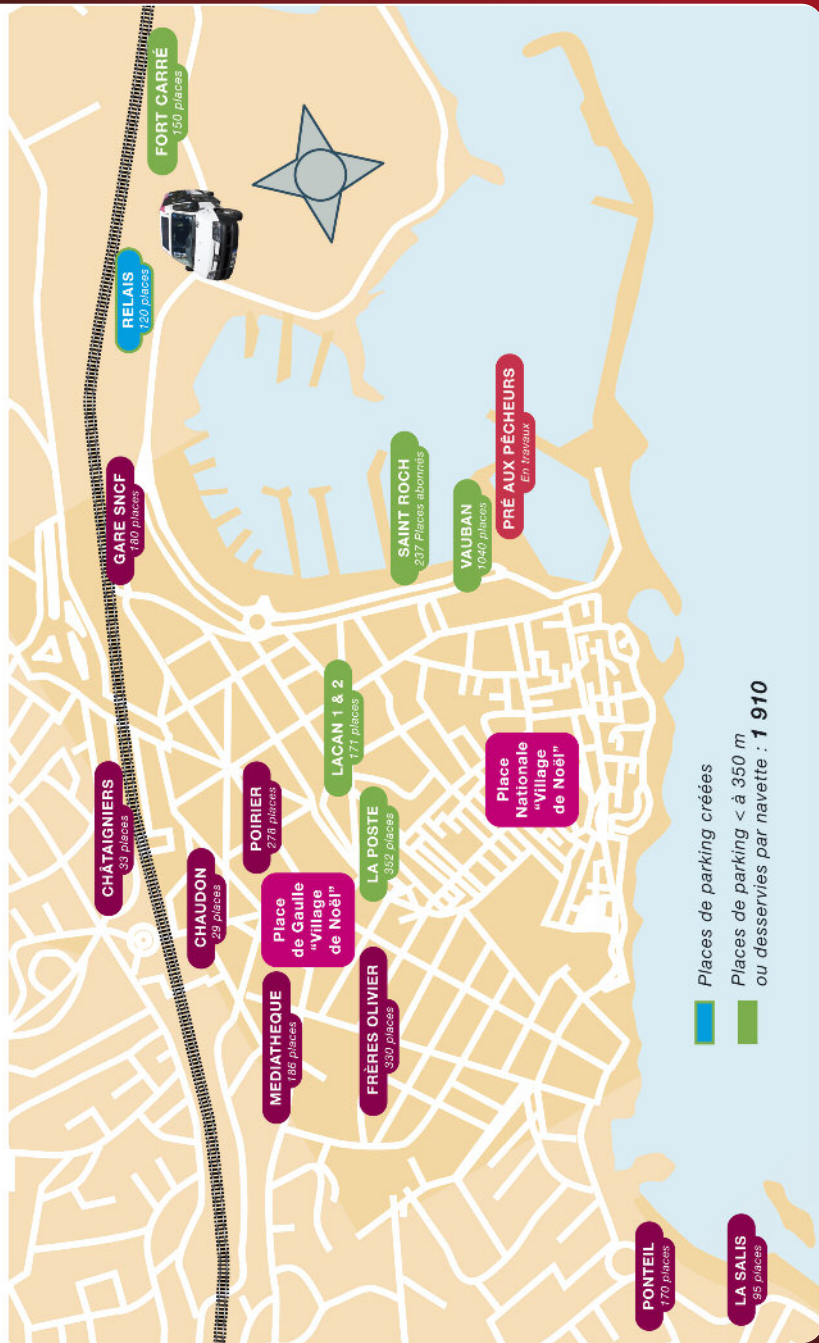 CHÂTAIGNIERS
33 places
GARE SNCF
180 places
RELAIS
120 places
FORT CARRÉ
150 places
CHAUDON
29 places
POIRIER
278 places
MEDIATHEQUE
186 places
Place
de Gaulle
“Village
de Noël”
LACAN 1 & 2
171 places
FRÈRES OLIVIER
330 places
LA POSTE
352 places
SAINT ROCH
237 Places abonnés
VAUBAN
1040 places
PRÉ AUX PÊCHEURS
En travaux
Place
Nationale
“Village
de Noël”
PONTEIL
170 places
LA SALIS
95 places
Places de parking créées
Places de parking < à 350 m
ou desservies par navette : 1 910